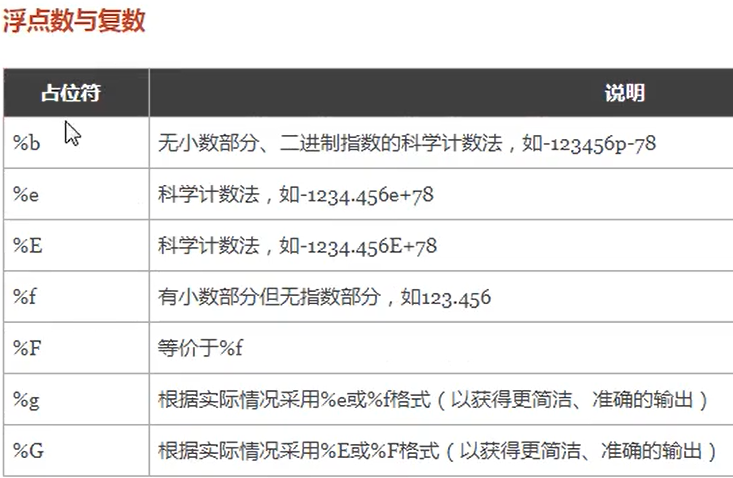 浮点数与复数
占位符 说明
%b 无小数部分、二进制指数的科学计数法，如-123456p-78
%e 科学计数法，如-1234.456e+78
%E 科学计数法，如-1234.456E+78
%f 有小数部分但无指数部分，如123.456
%F 等价于%f
%g 根据实际情况采用%e或%f格式（以获得更简洁、准确的输出）
%G 根据实际情况采用%E或%F格式（以获得更简洁、准确的输出）